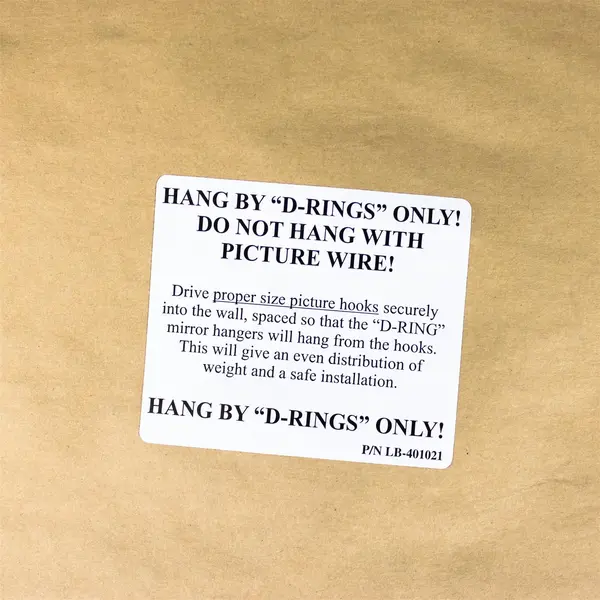 HANG BY “D-RINGS” ONLY!
DO NOT HANG WITH
PICTURE WIRE!
Drive proper size picture hooks securely
into the wall, spaced so that the “D-RING”
mirror hangers will hang from the hooks.
This will give an even distribution of
weight and a safe installation.
HANG BY “D-RINGS” ONLY!
P/N LB-401021